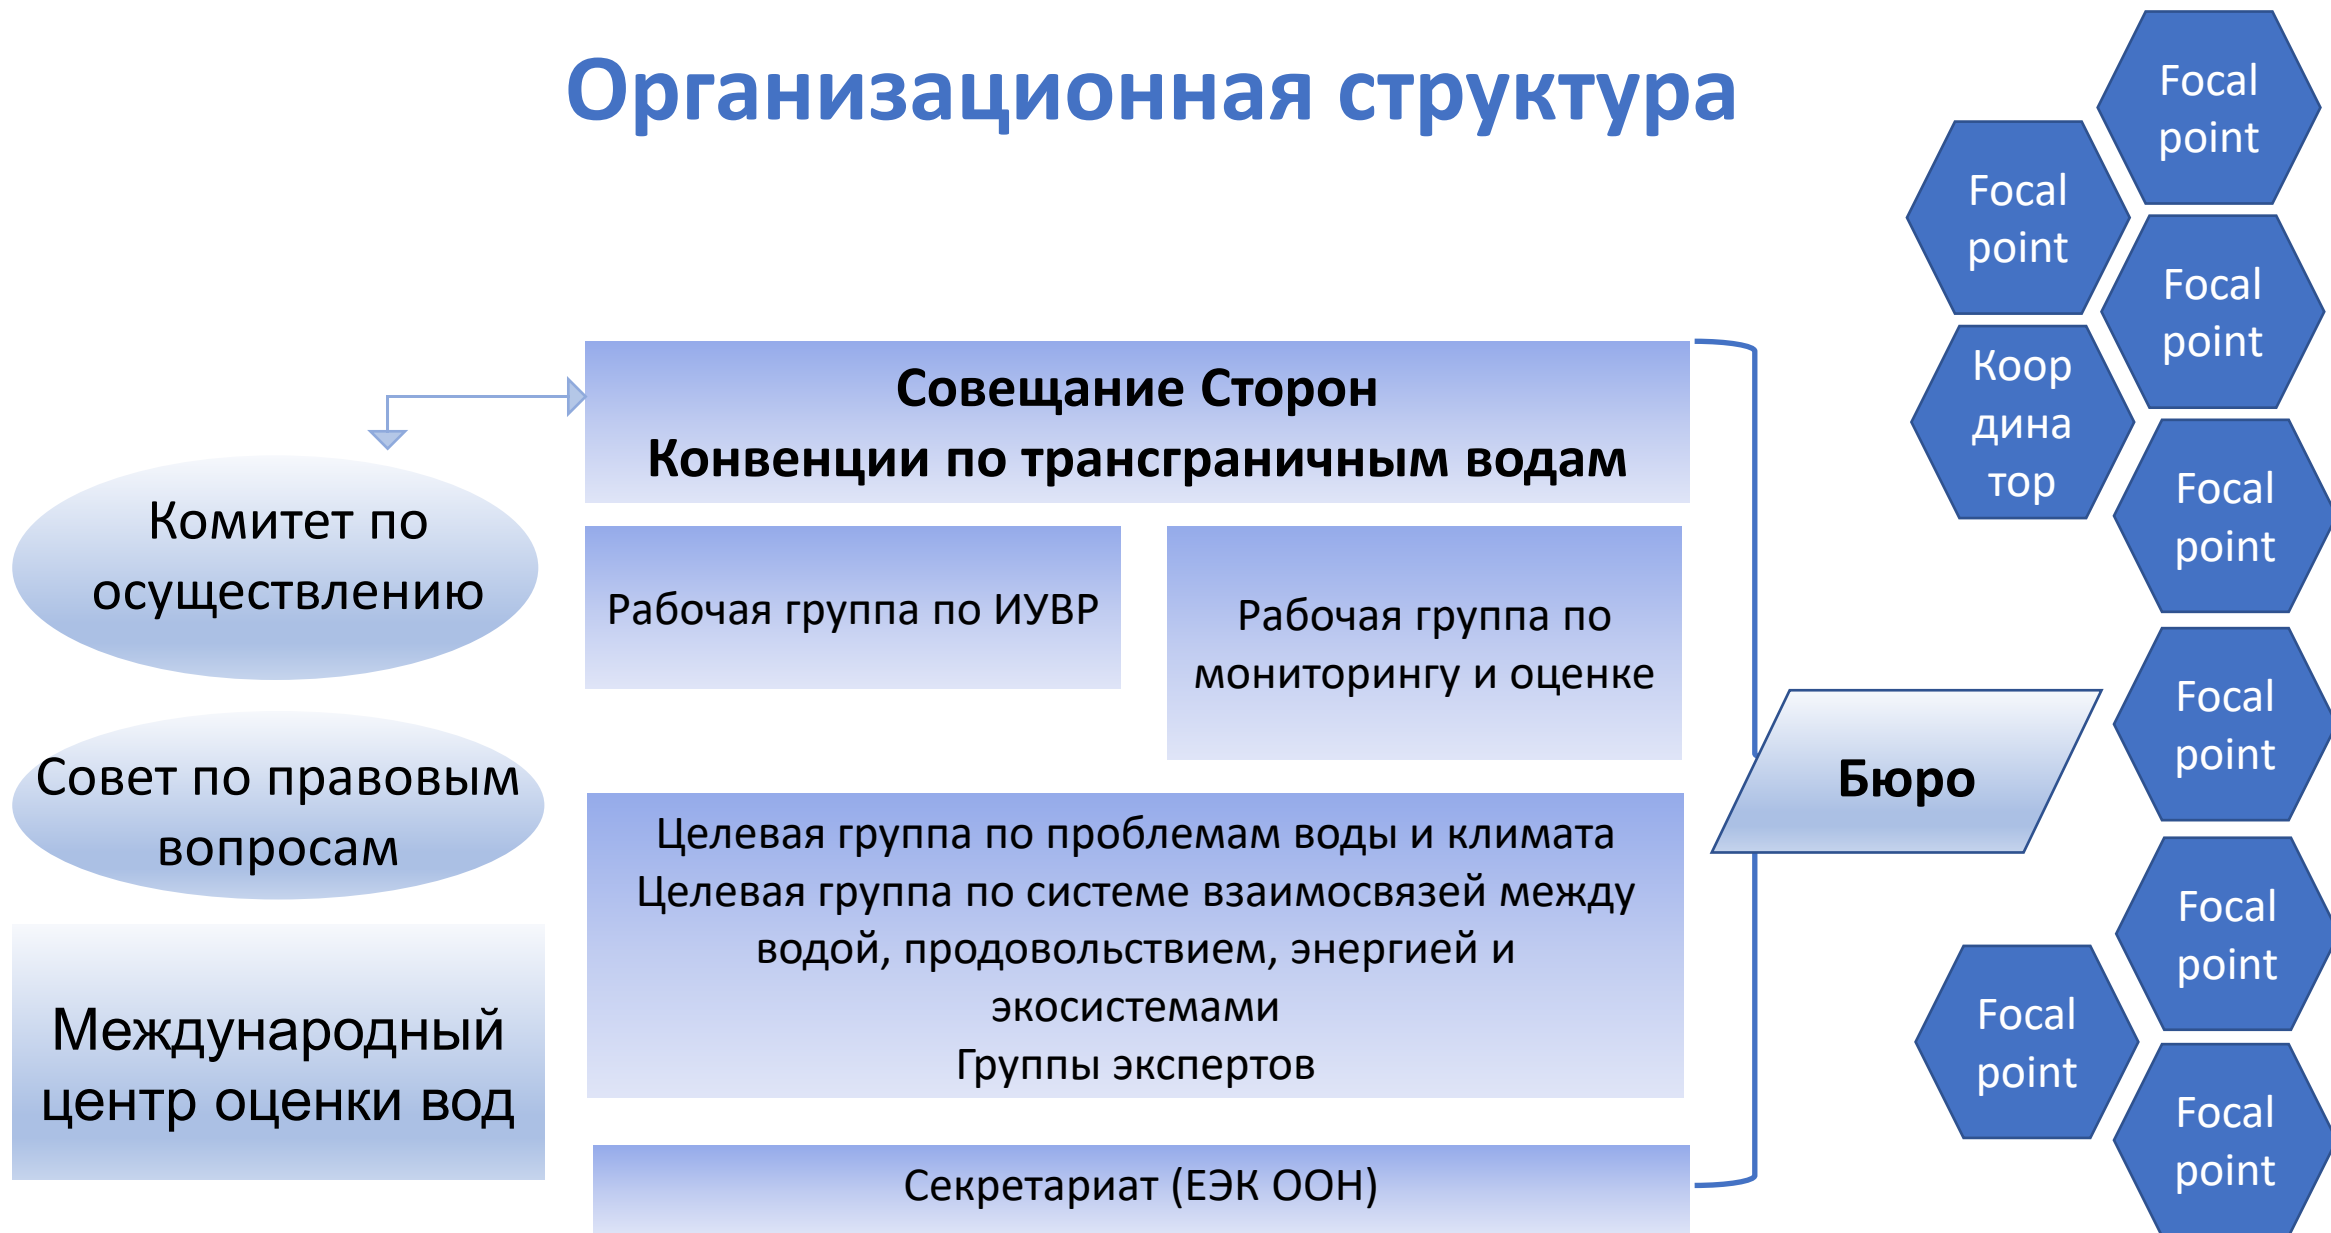 Организационная структура
Совещание Сторон
Конвенции по трансграничным водам
Комитет по
осуществлению
Рабочая группа по ИУВР
Рабочая группа по
мониторингу и оценке
Совет по правовым
вопросам
Целевая группа по проблемам воды и климата
Целевая группа по системе взаимосвязей между
водой, продовольствием, энергией и
экосистемами
Группы экспертов
Международный
центр оценки вод
Секретариат (ЕЭК ООН)
Бюро
Focal
point
Focal
point
Focal
point
Коор
дина
тор
Focal
point
Focal
point
Focal
point
Focal
point
Focal
point